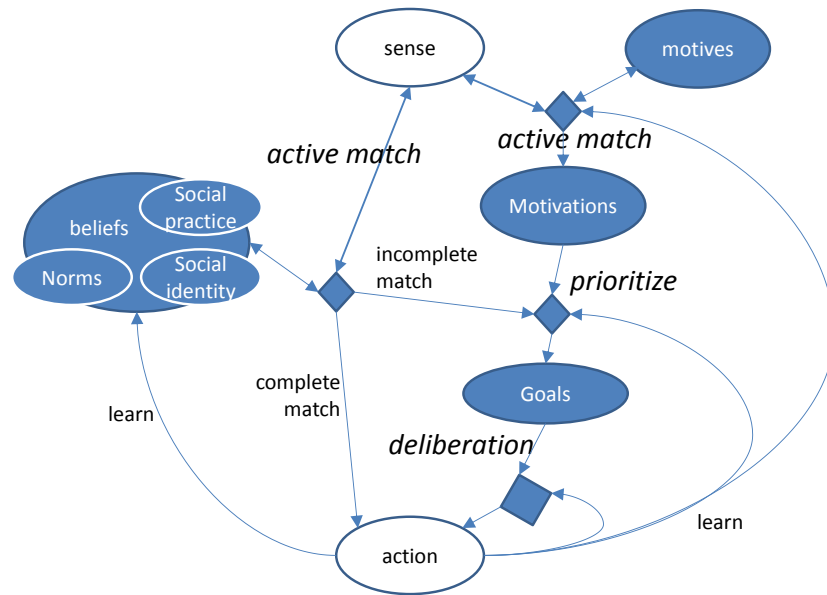 sense
motives
active match
active match
Social
practice
beliefs
Motivations
Norms
Social
identity
incomplete
match
prioritize
complete
match
Goals
learn
deliberation
learn
action